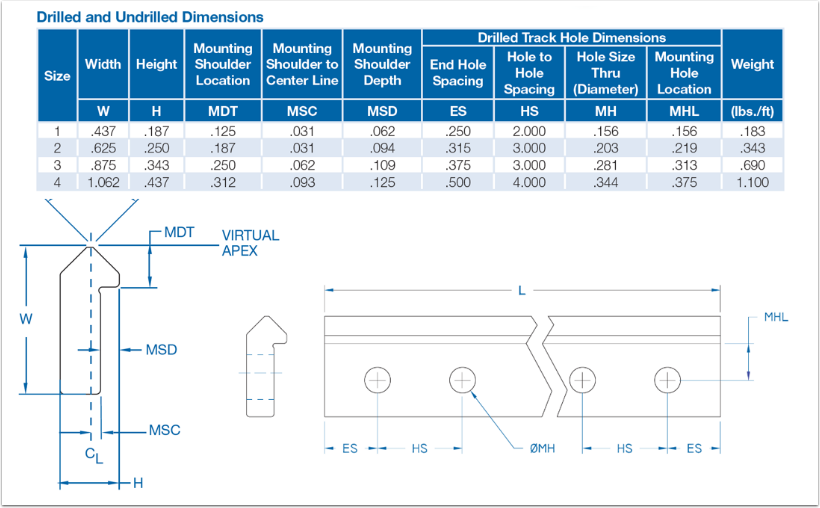 Drilled and Undrilled Dimensions
Size Width Height Mounting Shoulder Location Mounting Shoulder to Center Line Mounting Shoulder Depth Drilled Track Hole Dimensions Weight
End Hole Spacing Hole to Hole Spacing Hole Size Thru (Diameter) Mounting Hole Location
W H MDT MSC MSD ES HS MH MHL (lbs./ft)
1 .437 .187 .125 .031 .062 .250 2.000 .156 .156 .183
2 .625 .250 .187 .031 .094 .315 3.000 .203 .219 .343
3 .875 .343 .250 .062 .109 .375 3.000 .281 .313 .690
4 1.062 .437 .312 .093 .125 .500 4.000 .344 .375 1.100
MDT
VIRTUAL
APEX
W
MSD
MSC
CL
H
L
MHL
ES HS ØMH HS ES